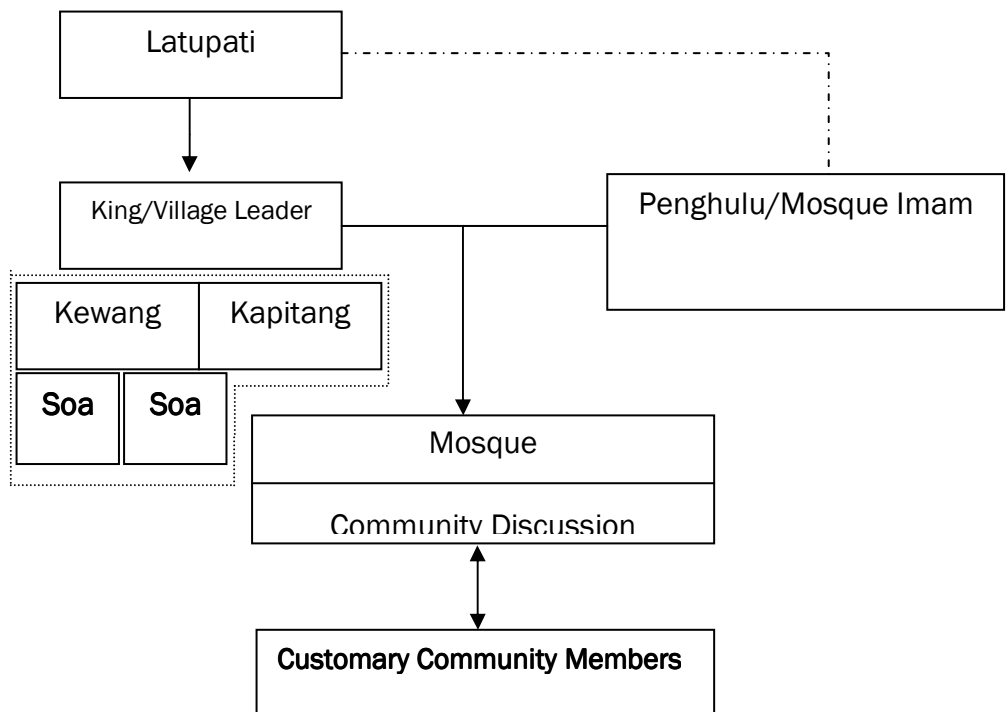 Latupati
King/Village Leader
Penghulu/Mosque Imam
Kewang
Kapitang
Soa
Soa
Mosque
Community Discussion
Customary Community Members